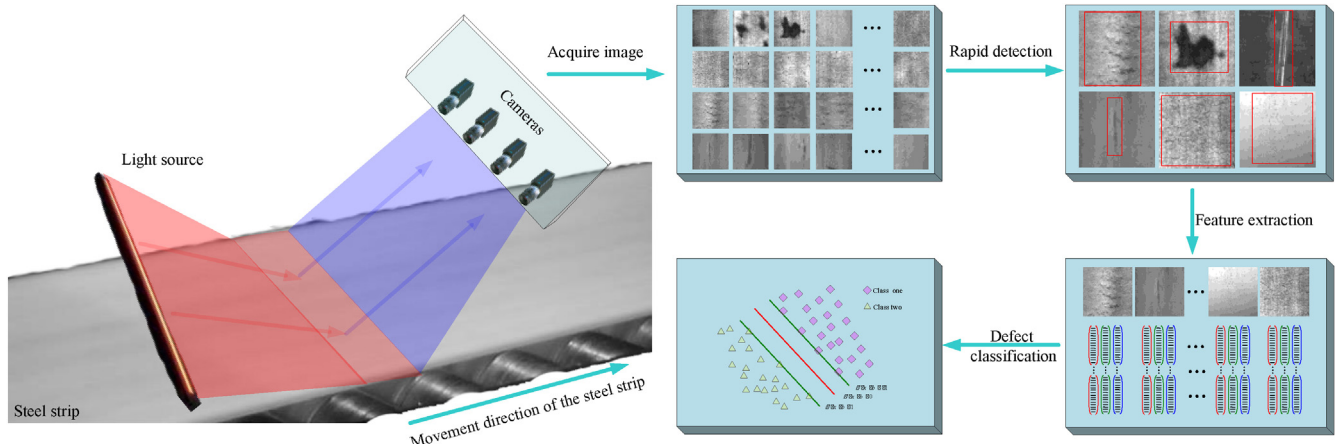 Acquire image
Rapid detection
Cameras
Light source
Feature extraction
Class one
Class two
Defect
classification
Steel strip
Movement direction of the steel strip